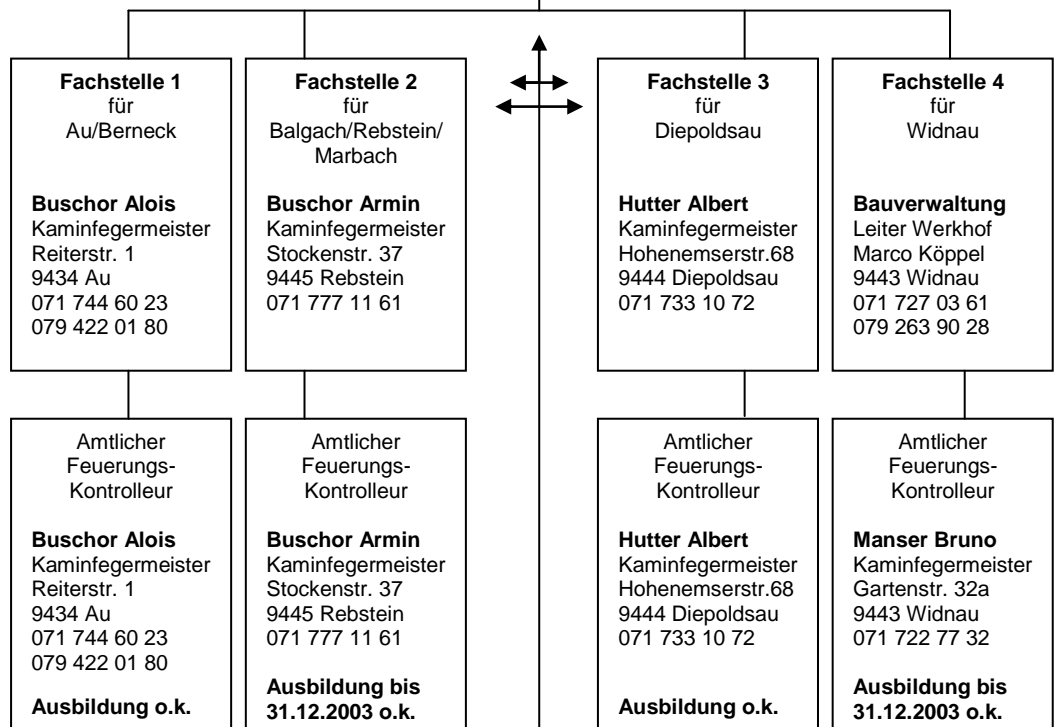 Fachstelle 1
für
Au/Berneck
Buschor Alois
Kaminfegermeister
Reiterstr. 1
9434 Au
071 744 60 23
079 422 01 80
Fachstelle 2
für
Balgach/Rebstein/
Marbach
Buschor Armin
Kaminfegermeister
Stockenstr. 37
9445 Rebstein
071 777 11 61
Fachstelle 3
für
Diepoldsau
Hutter Albert
Kaminfegermeister
Hohenemserstr.68
9444 Diepoldsau
071 733 10 72
Fachstelle 4
für
Widnau
Bauverwaltung
Leiter Werkhof
Marco Köppel
9443 Widnau
071 727 03 61
079 263 90 28
Amtlicher
Feuerungs-
Kontrolleur
Buschor Alois
Kaminfegermeister
Reiterstr. 1
9434 Au
071 744 60 23
079 422 01 80
Ausbildung o.k.
Amtlicher
Feuerungs-
Kontrolleur
Buschor Armin
Kaminfegermeister
Stockenstr. 37
9445 Rebstein
071 777 11 61
Ausbildung bis
31.12.2003 o.k.
Amtlicher
Feuerungs-
Kontrolleur
Hutter Albert
Kaminfegermeister
Hohenemserstr.68
9444 Diepoldsau
071 733 10 72
Ausbildung o.k.
Amtlicher
Feuerungs-
Kontrolleur
Manser Bruno
Kaminfegermeister
Gartenstr. 32a
9443 Widnau
071 722 77 32
Ausbildung bis
31.12.2003 o.k.